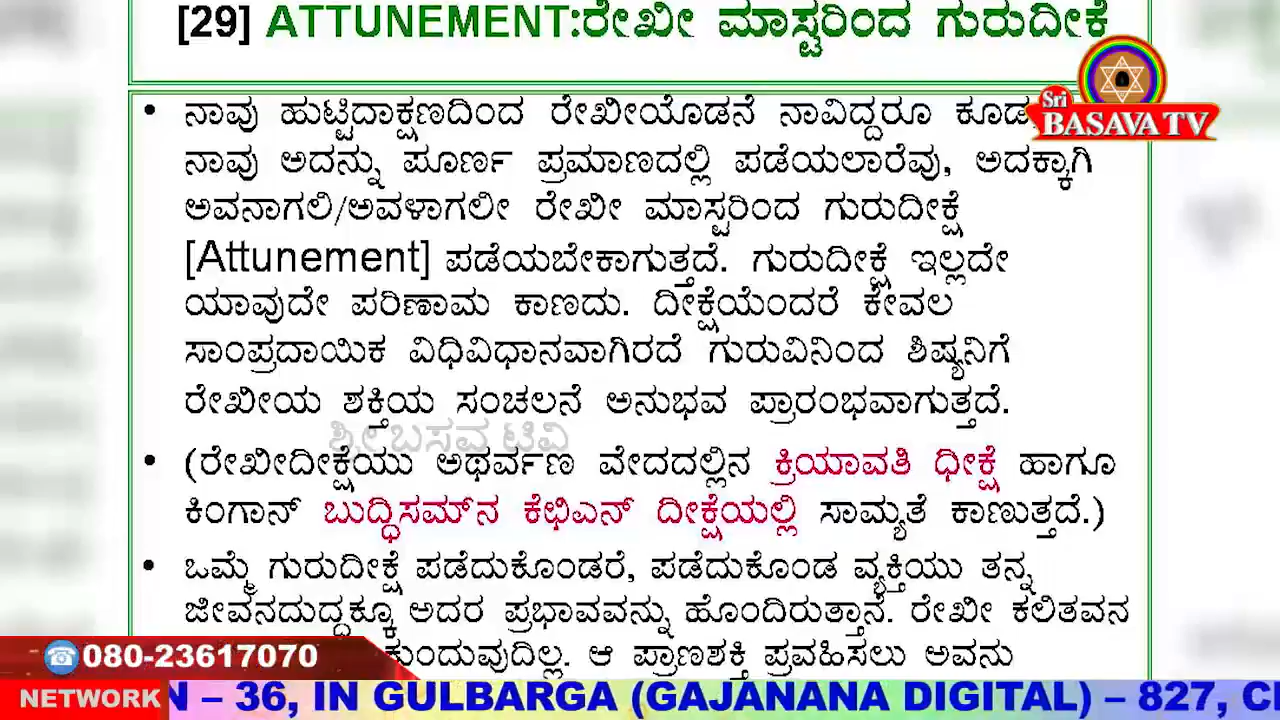 [29] ATTUNEMENT:ರೇಖೀ ಮಾಸ್ಟರಿಂದ ಗುರುದೀಕೆ
Sri
BASAVA TV
• ನಾವು ಹುಟ್ಟಿದಾಕ್ಷಣದಿಂದ ರೇಖೀಯೊಡನೆ ನಾವಿದ್ದರೂ ಕೂಡ
ನಾವು ಅದನ್ನು ಪೂರ್ಣ ಪ್ರಮಾಣದಲ್ಲಿ ಪಡೆಯಲಾರೆವು, ಅದಕ್ಕಾಗಿ
ಅವನಾಗಲಿ/ಅವಳಾಗಲೀ ರೇಖೀ ಮಾಸ್ಟರಿಂದ ಗುರುದೀಕ್ಷೆ
[Attunement] ಪಡೆಯಬೇಕಾಗುತ್ತದೆ. ಗುರುದೀಕ್ಷೆ ಇಲ್ಲದೇ
ಯಾವುದೇ ಪರಿಣಾಮ ಕಾಣದು. ದೀಕ್ಷೆಯೆಂದರೆ ಕೇವಲ
ಸಾಂಪ್ರದಾಯಿಕ ವಿಧಿವಿಧಾನವಾಗಿರದೆ ಗುರುವಿನಿಂದ ಶಿಷ್ಯನಿಗೆ
ರೇಖೀಯ ಶಕ್ತಿಯ ಸಂಚಲನೆ ಅನುಭವ ಪ್ರಾರಂಭವಾಗುತ್ತದೆ.
ಶ್ರೀ ಬಸವ ಟಿವಿ
• (ರೇಖೀದೀಕ್ಷೆಯು ಅಥರ್ವಣ ವೇದದಲ್ಲಿನ ಕ್ರಿಯಾವತಿ ಧೀಕ್ಷೆ ಹಾಗೂ
ಕಿಂಗಾನ್ ಬುದ್ಧಿಸಮ್‌ನ ಕೆಛಿಎನ್ ದೀಕ್ಷೆಯಲ್ಲಿ ಸಾಮ್ಯತೆ ಕಾಣುತ್ತದೆ.)
• ಒಮ್ಮೆ ಗುರುದೀಕ್ಷೆ ಪಡೆದುಕೊಂಡರೆ, ಪಡೆದುಕೊಂಡ ವ್ಯಕ್ತಿಯು ತನ್ನ
ಜೀವನದುದ್ದಕ್ಕೂ ಅದರ ಪ್ರಭಾವವನ್ನು ಹೊಂದಿರುತ್ತಾನೆ. ರೇಖೀ ಕಲಿತವನ
ಕುಂದುವುದಿಲ್ಲ. ಆ ಪ್ರಾಣಶಕ್ತಿ ಪ್ರವಹಿಸಲು ಅವನು
080-23617070
NETWORK N – 36, IN GULBARGA (GAJANANA DIGITAL) – 827,